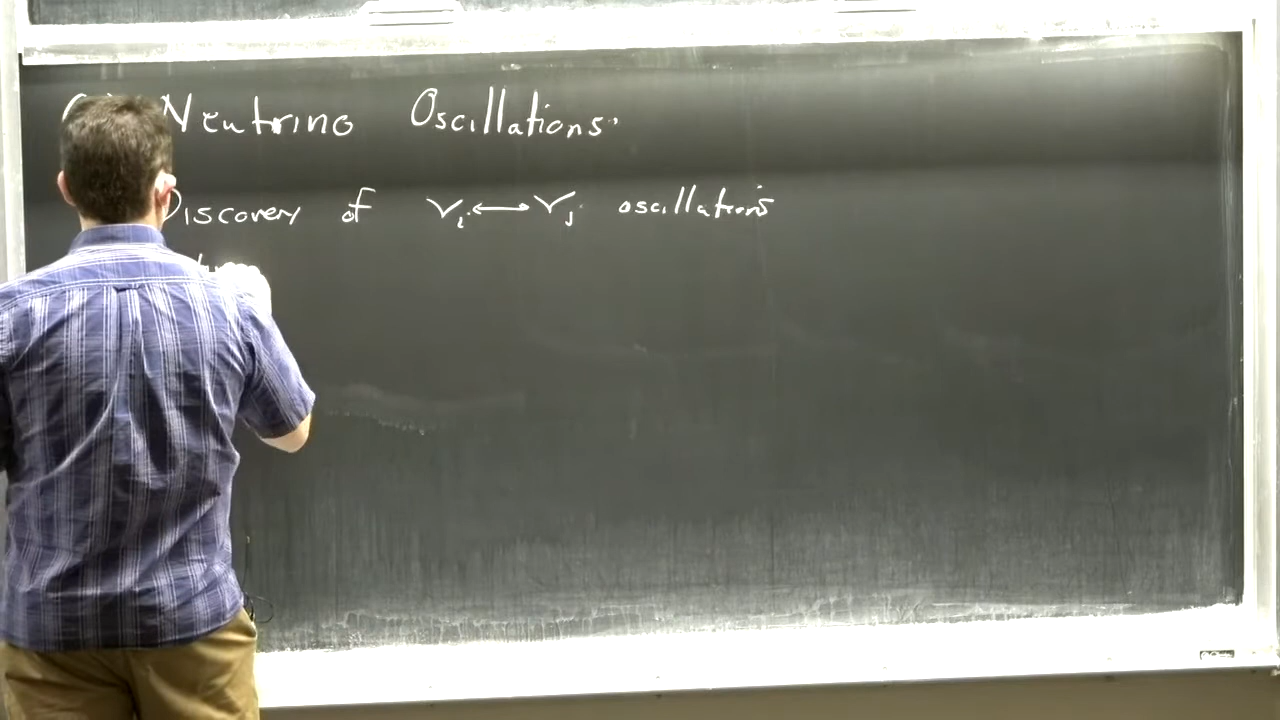 Neutrino Oscillations
Discovery of ν_i ↔ ν_j oscillations